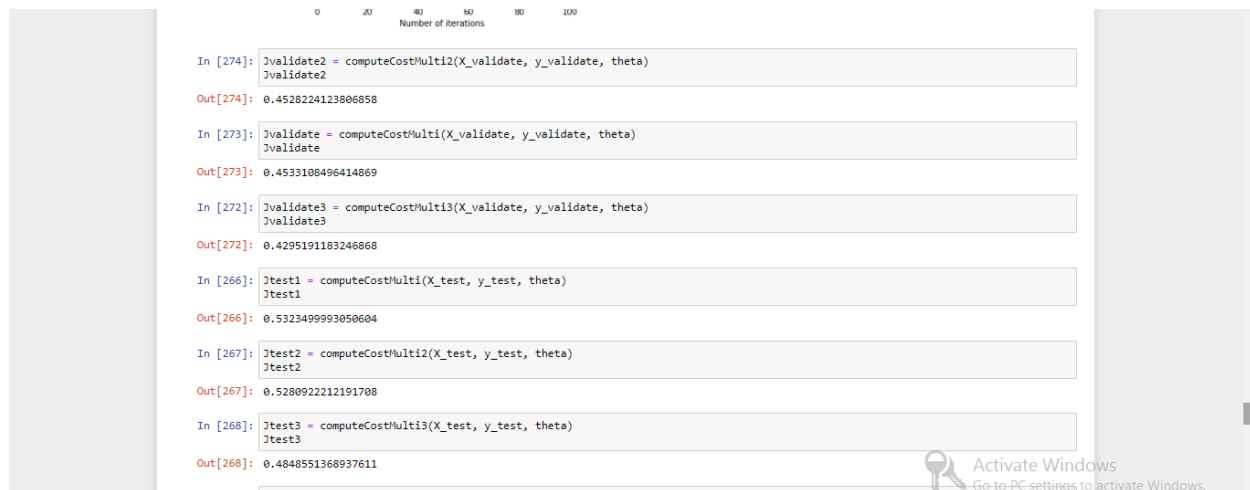 0 20 40 60 80 100
Number of iterations
In [274]: Jvalidate2 = computeCostMulti2(X_validate, y_validate, theta)
Jvalidate2
Out[274]: 0.4528224123806858
In [273]: Jvalidate = computeCostMulti(X_validate, y_validate, theta)
Jvalidate
Out[273]: 0.4533108496414869
In [272]: Jvalidate3 = computeCostMulti3(X_validate, y_validate, theta)
Jvalidate3
Out[272]: 0.4295191183246868
In [266]: Jtest1 = computeCostMulti(X_test, y_test, theta)
Jtest1
Out[266]: 0.5323499993050604
In [267]: Jtest2 = computeCostMulti2(X_test, y_test, theta)
Jtest2
Out[267]: 0.5280922212191708
In [268]: Jtest3 = computeCostMulti3(X_test, y_test, theta)
Jtest3
Out[268]: 0.4848551368937611
Activate Windows
Go to PC settings to activate Windows.